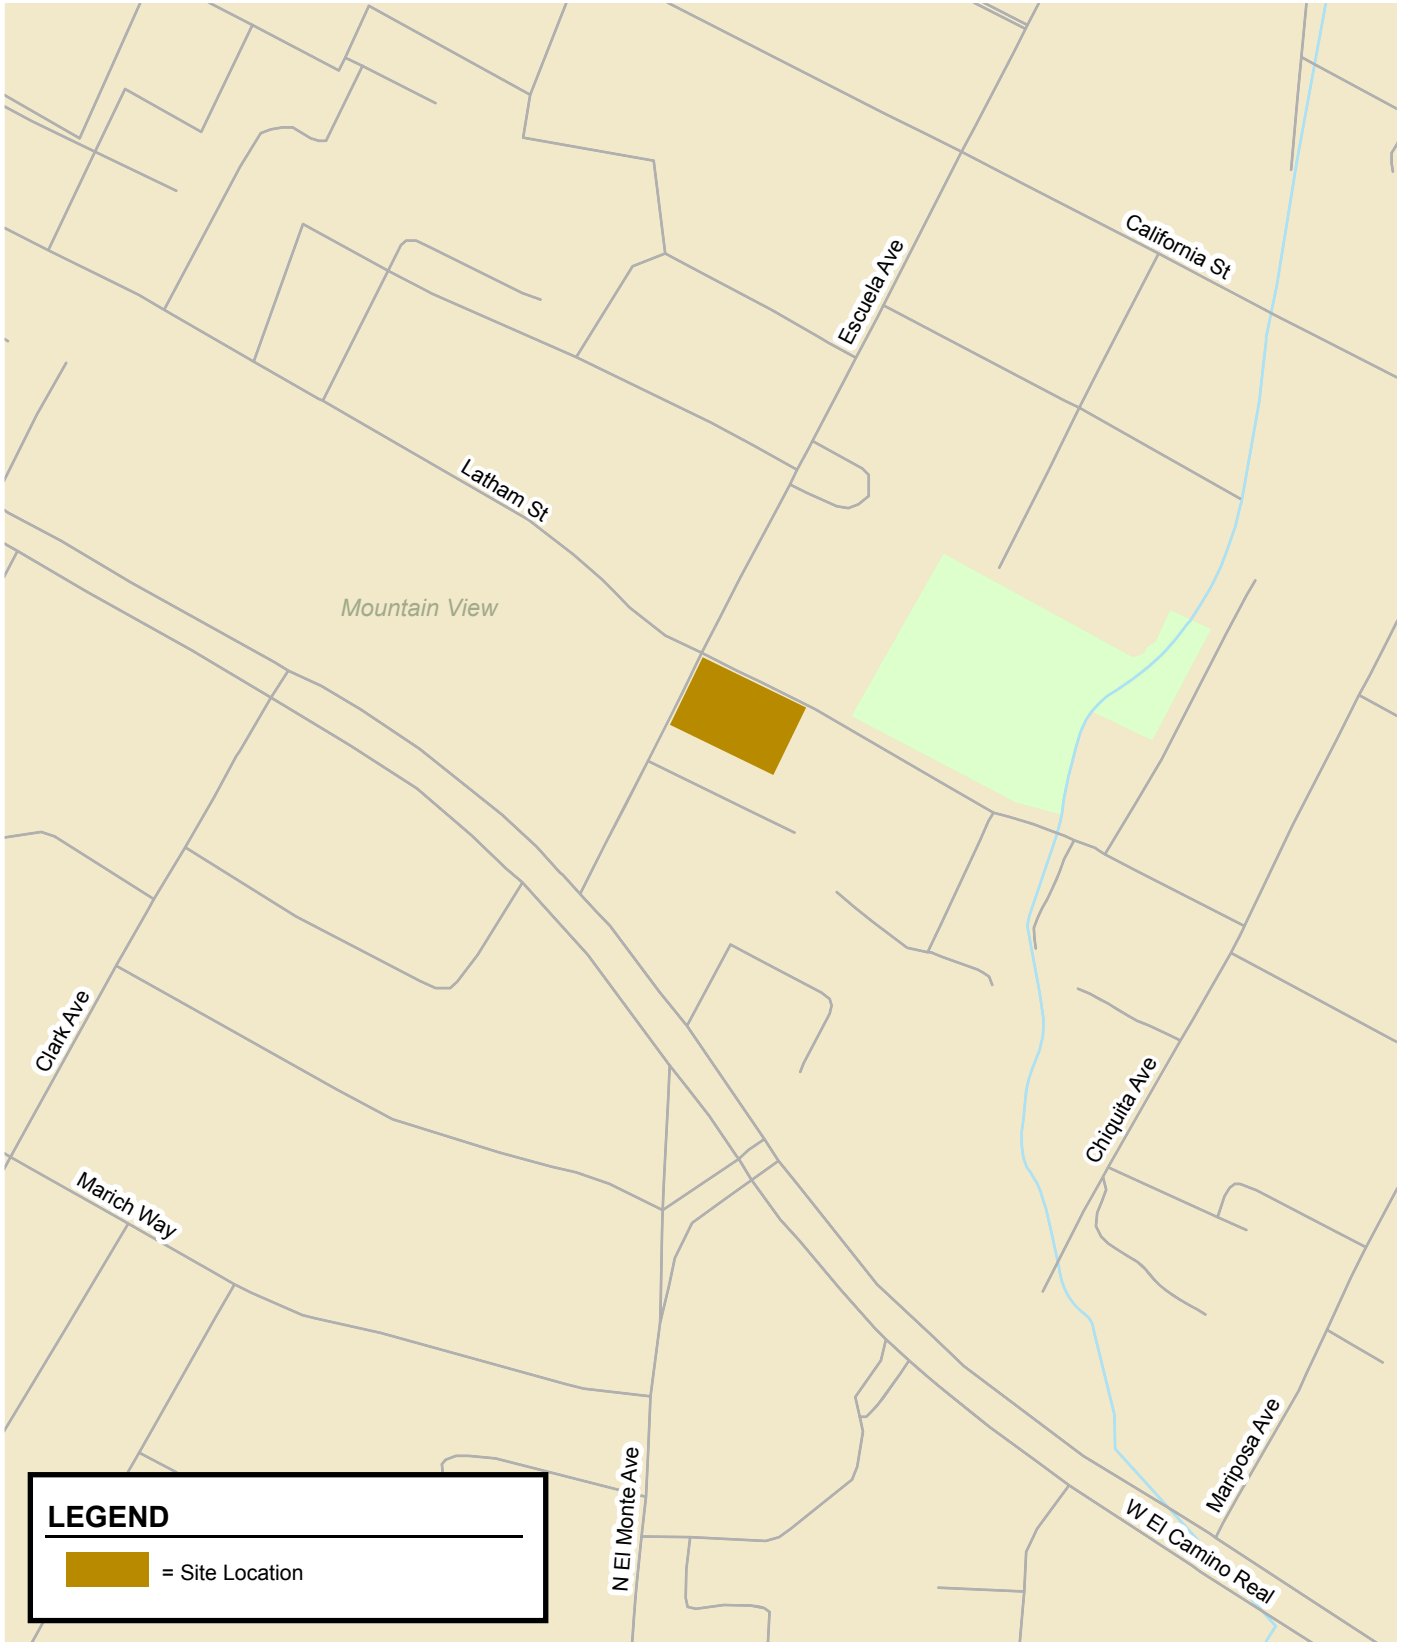 California St
Escuela Ave
Latham St
Mountain View
Clark Ave
Chiquita Ave
Marich Way
Mariposa Ave
N El Monte Ave
W El Camino Real
LEGEND
= Site Location